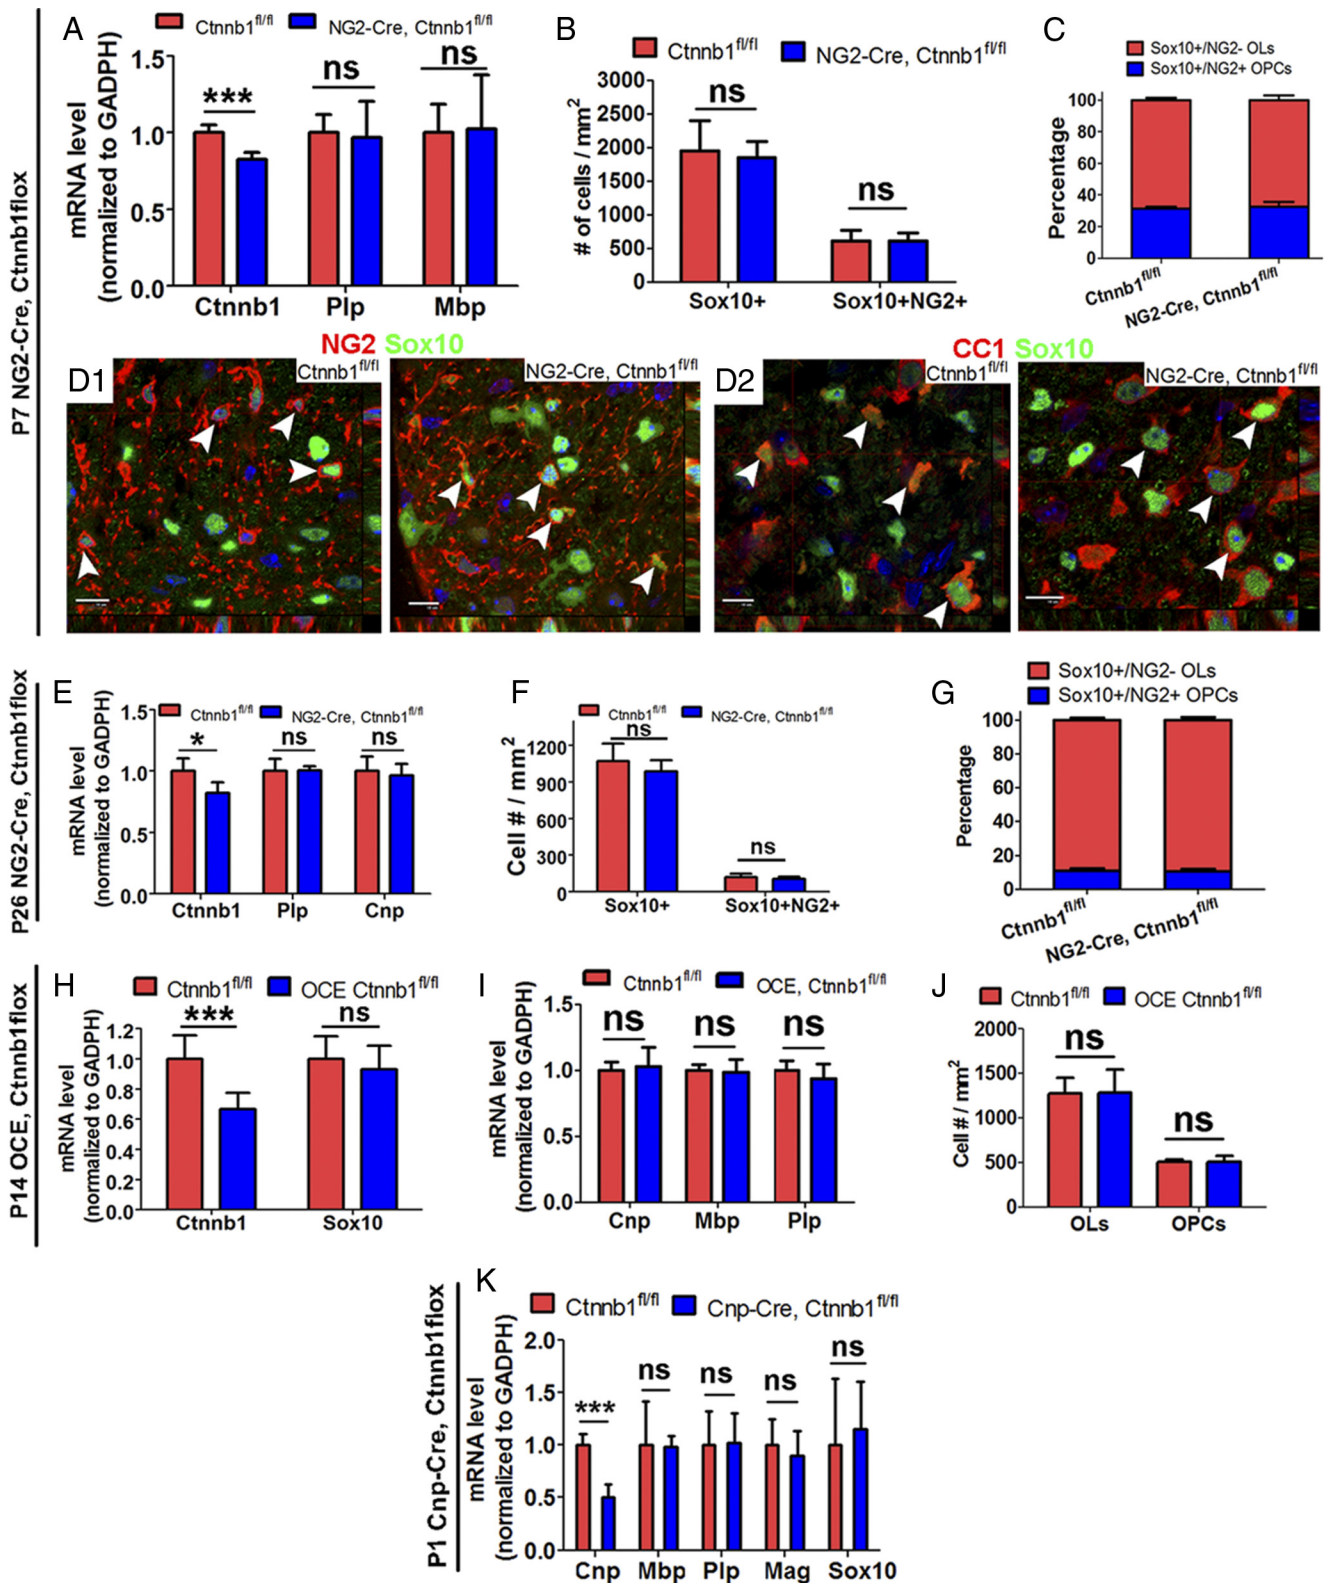 P7 NG2-Cre, Ctnnb1flox
A
Ctnnb1fl/fl NG2-Cre, Ctnnb1fl/fl
mRNA level
(normalized to GADPH)
1.5
1.0
0.5
0.0
*** ns ns
Ctnnb1 Plp Mbp
B
Ctnnb1fl/fl NG2-Cre, Ctnnb1fl/fl
# of cells / mm2
3000
2500
2000
1500
1000
500
0
ns ns
Sox10+ Sox10+NG2+
C
Sox10+/NG2- OLs
Sox10+/NG2+ OPCs
Percentage
100
80
60
40
20
0
Ctnnb1fl/fl
NG2-Cre, Ctnnb1fl/fl
NG2 Sox10
D1
Ctnnb1fl/fl
NG2-Cre, Ctnnb1fl/fl
CC1 Sox10
D2
Ctnnb1fl/fl
NG2-Cre, Ctnnb1fl/fl
P26 NG2-Cre, Ctnnb1flox
E
Ctnnb1fl/fl NG2-Cre, Ctnnb1fl/fl
mRNA level
(normalized to GADPH)
1.5
1.0
0.5
0.0
* ns ns
Ctnnb1 Plp Cnp
F
Ctnnb1fl/fl NG2-Cre, Ctnnb1fl/fl
Cell # / mm2
1200
900
600
300
0
ns ns
Sox10+ Sox10+NG2+
G
Sox10+/NG2- OLs
Sox10+/NG2+ OPCs
Percentage
100
80
60
40
20
0
Ctnnb1fl/fl
NG2-Cre, Ctnnb1fl/fl
P14 OCE, Ctnnb1flox
H
Ctnnb1fl/fl OCE Ctnnb1fl/fl
mRNA level
(normalized to GADPH)
1.2
1.0
0.8
0.6
0.4
0.2
0.0
*** ns
Ctnnb1 Sox10
I
Ctnnb1fl/fl OCE, Ctnnb1fl/fl
mRNA level
(normalized to GADPH)
1.5
1.0
0.5
0.0
ns ns ns
Cnp Mbp Plp
J
Ctnnb1fl/fl OCE Ctnnb1fl/fl
Cell # / mm2
2000
1500
1000
500
0
ns ns
OLs OPCs
P1 Cnp-Cre, Ctnnb1flox
K
Ctnnb1fl/fl Cnp-Cre, Ctnnb1fl/fl
mRNA level
(normalized to GADPH)
2.0
1.5
1.0
0.5
0.0
*** ns ns ns ns
Cnp Mbp Plp Mag Sox10